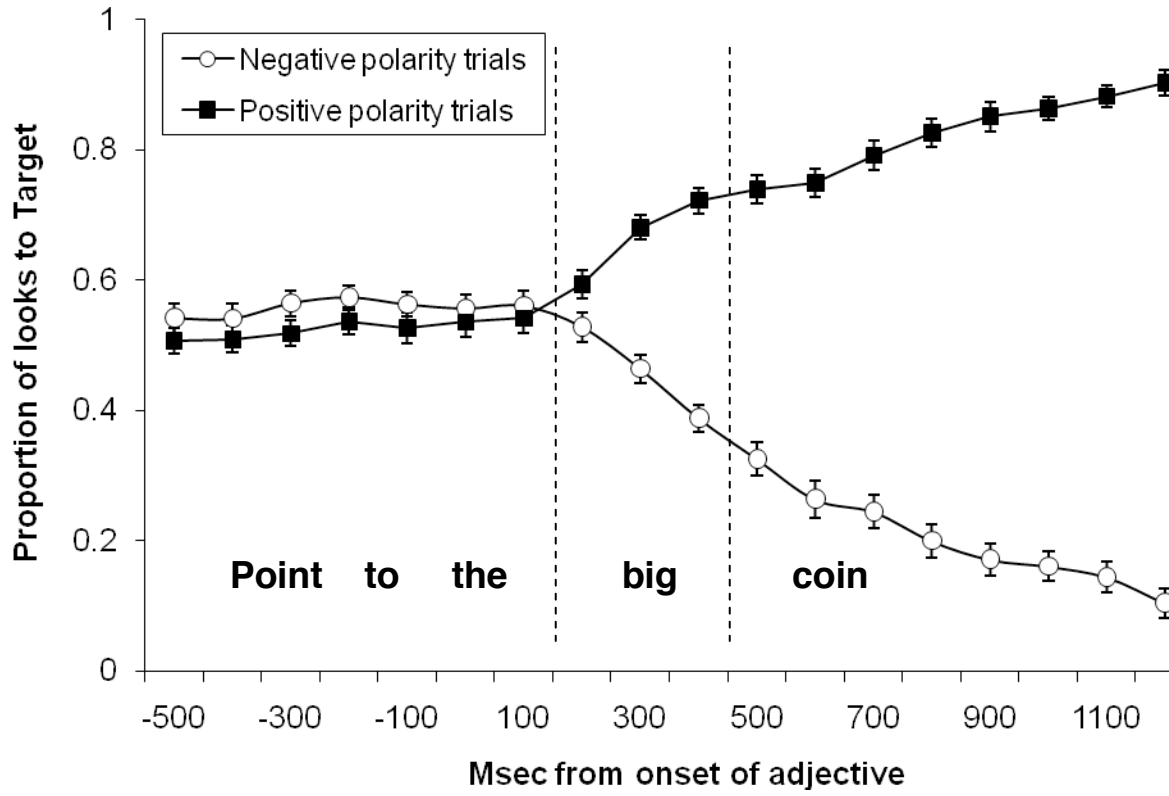 1
Negative polarity trials
Positive polarity trials
0.8
0.6
0.4
0.2
0
Proportion of looks to Target
Point to the big coin
-500 -300 -100 100 300 500 700 900 1100
Msec from onset of adjective